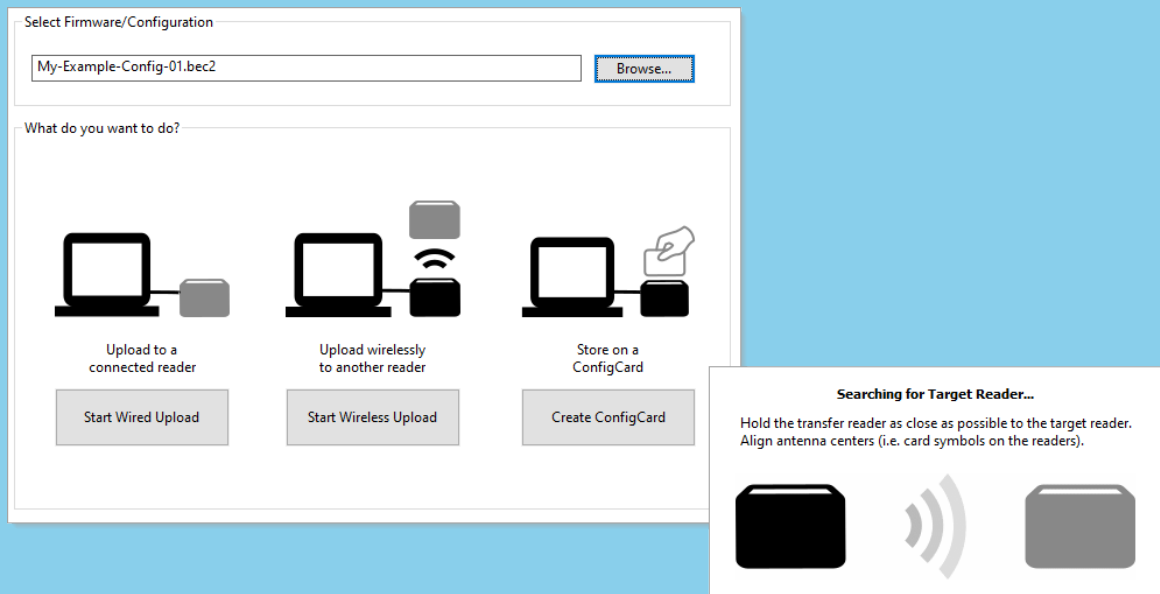 Select Firmware/Configuration
My-Example-Config-01.bec2
Browse...
What do you want to do?
Upload to a
connected reader
Upload wirelessly
to another reader
Store on a
ConfigCard
Start Wired Upload
Start Wireless Upload
Create ConfigCard
Searching for Target Reader...
Hold the transfer reader as close as possible to the target reader.
Align antenna centers (i.e. card symbols on the readers).